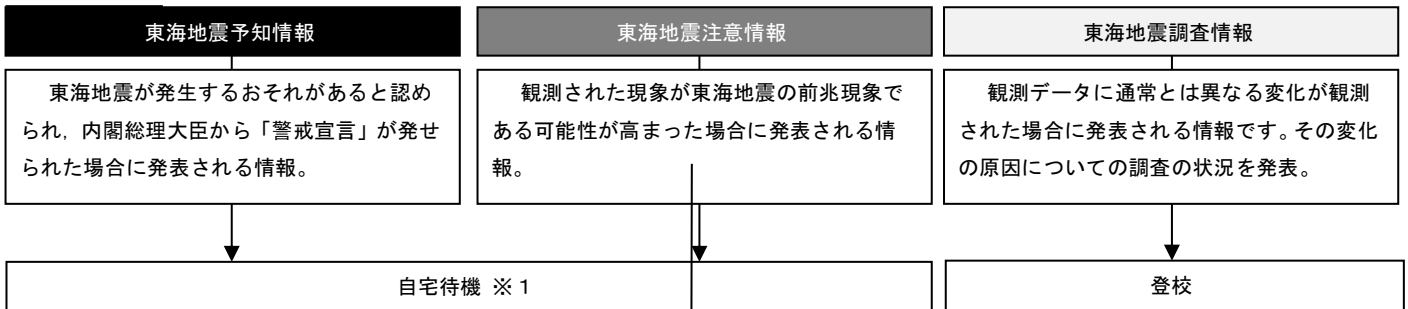 東海地震予知情報
東海地震注意情報
東海地震調査情報
東海地震が発生するおそれがあると認め
られ，内閣総理大臣から「警戒宣言」が発せ
られた場合に発表される情報。
観測された現象が東海地震の前兆現象で
ある可能性が高まった場合に発表される情
報。
観測データに通常とは異なる変化が観測
された場合に発表される情報です。その変化
の原因についての調査の状況を発表。
自宅待機 ※１
登校